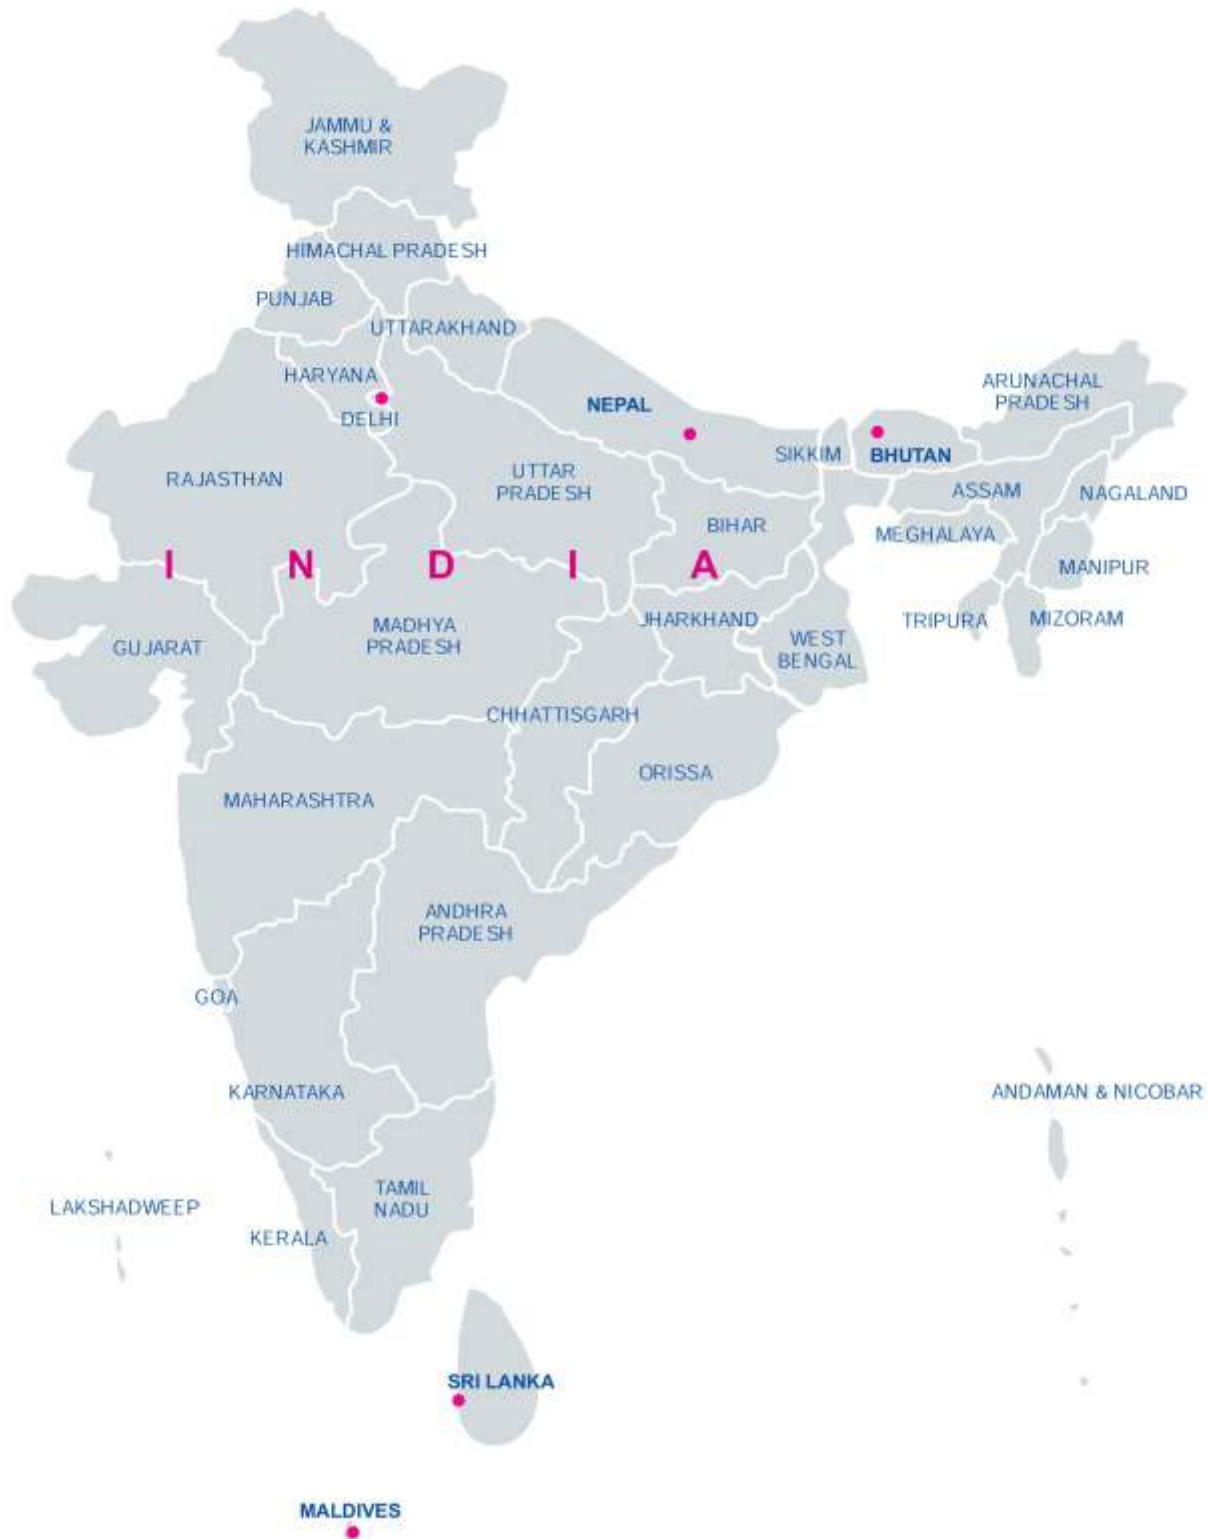 JAMMU &
KASHMIR
HIMACHAL PRADESH
PUNJAB
UTTARAKHAND
HARYANA
DELHI
NEPAL
ARUNACHAL
PRADESH
SIKKIM
BHUTAN
RAJASTHAN
UTTAR
PRADESH
ASSAM
NAGALAND
BIHAR
MEGHALAYA
I N D I A
MANIPUR
GUJARAT
MADHYA
PRADESH
JHARKHAND
WEST
BENGAL
TRIPURA
MIZORAM
CHHATTISGARH
ORISSA
MAHARASHTRA
ANDHRA
PRADESH
GOA
KARNATAKA
ANDAMAN & NICOBAR
LAKSHADWEEP
TAMIL
NADU
KERALA
SRI LANKA
MALDIVES